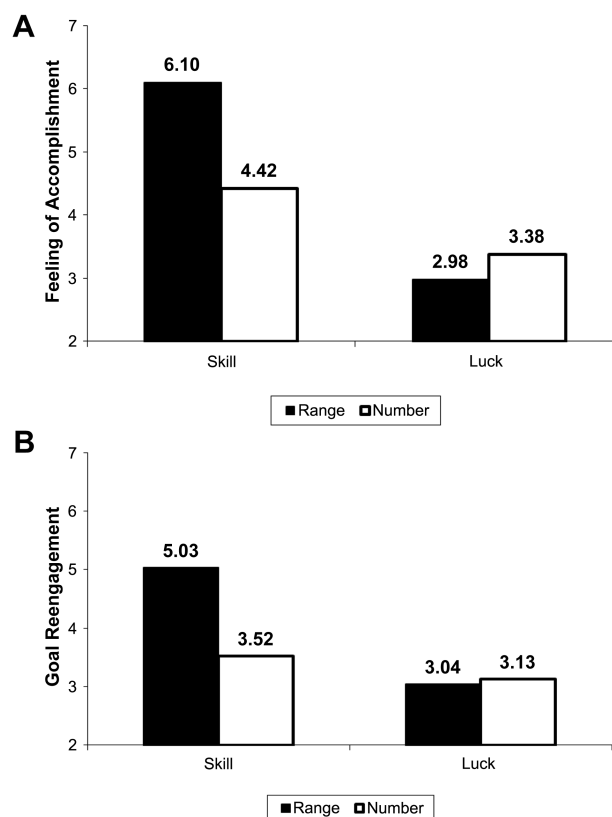 A
Feeling of Accomplishment
7
6
5
4
3
2
6.10
4.42
2.98
3.38
Skill Luck
Range Number
B
Goal Reengagement
7
6
5
4
3
2
5.03
3.52
3.04
3.13
Skill Luck
Range Number